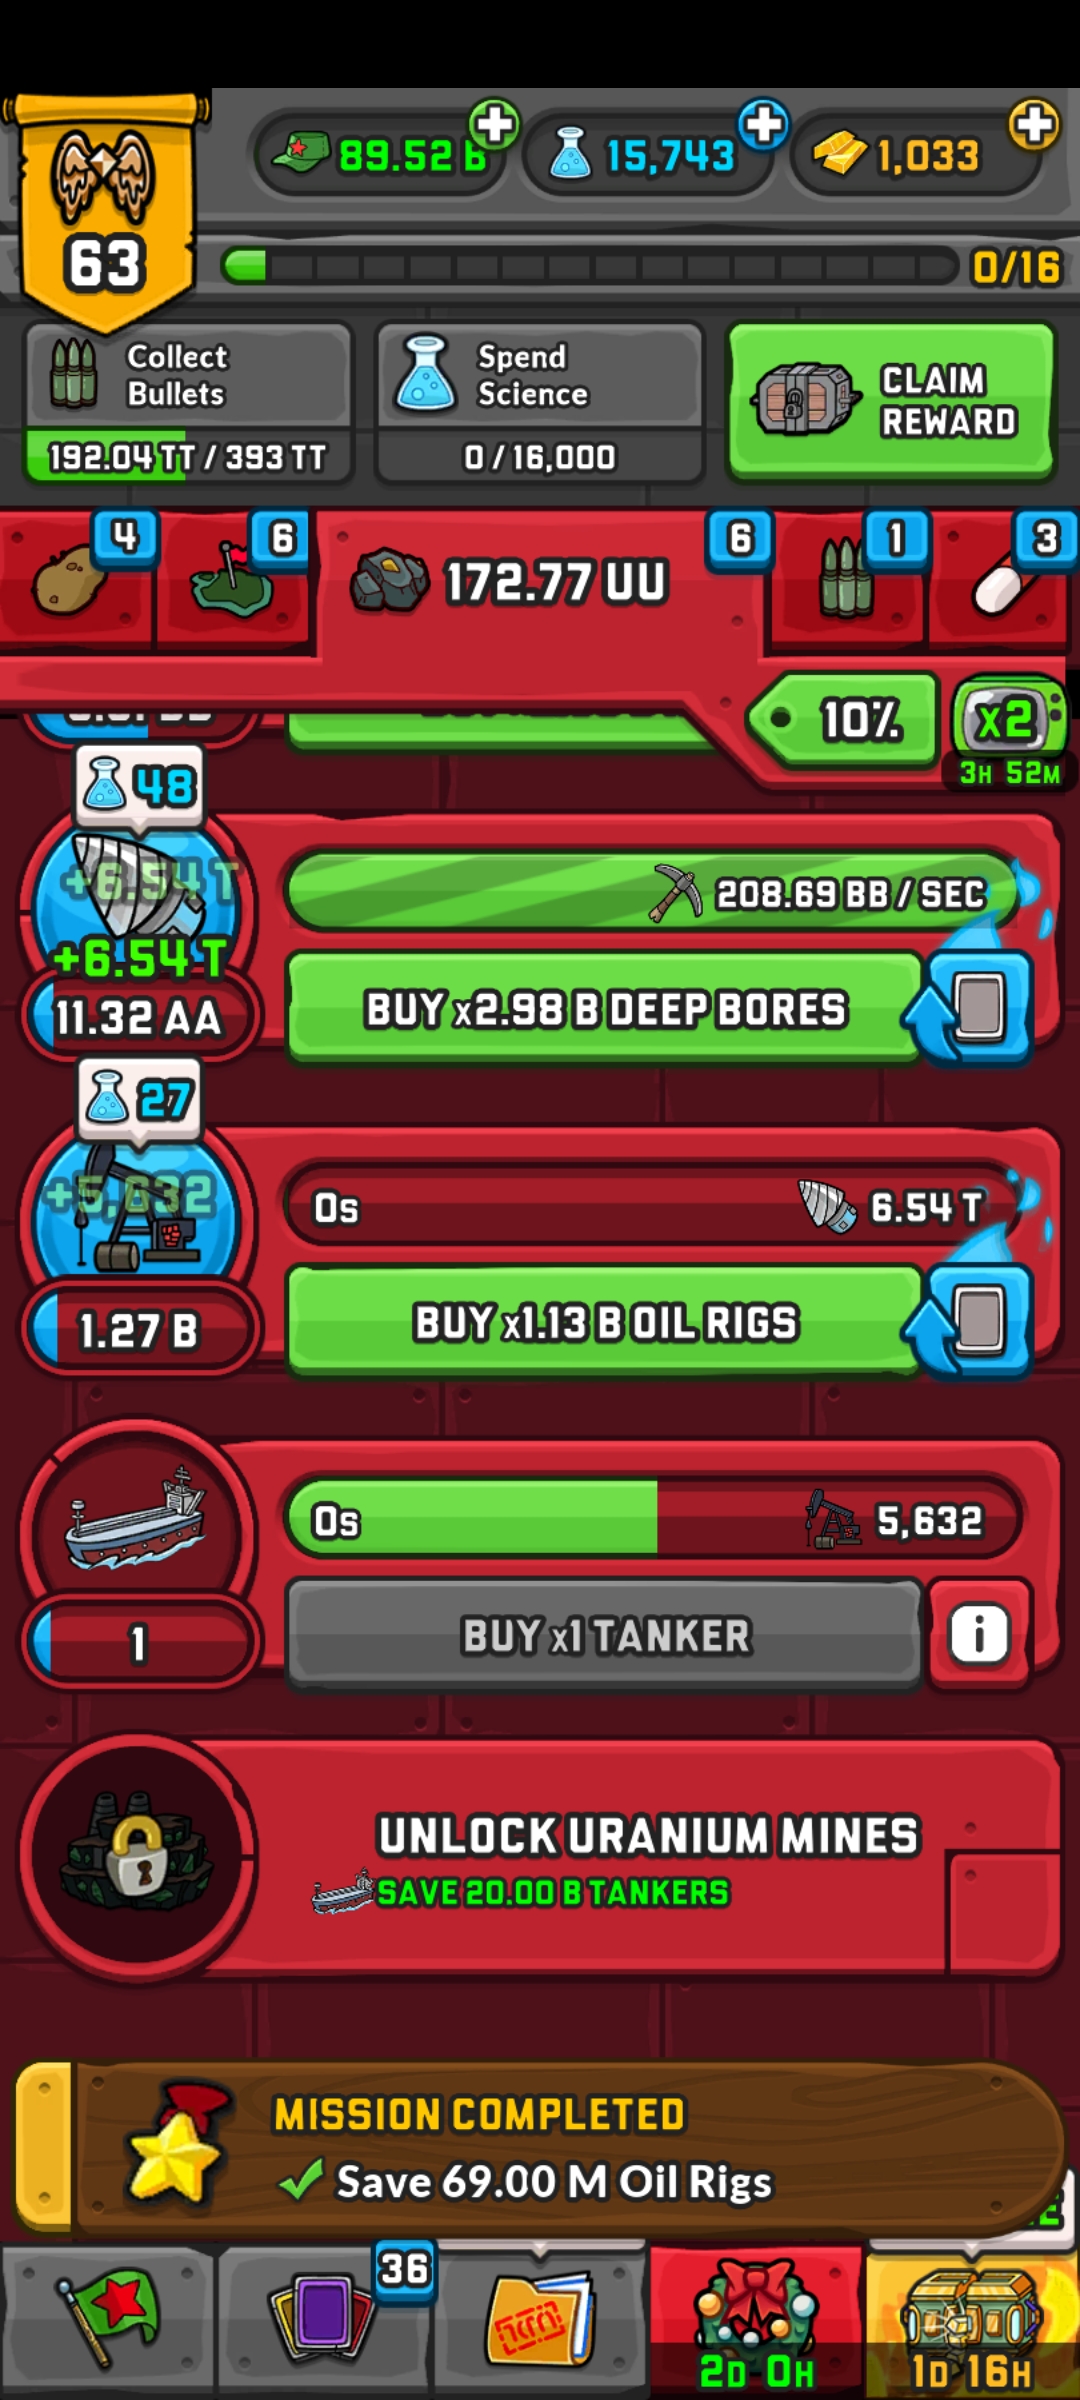 89.52 B
15,743
1,033
63
0/16
Collect
Bullets
192.04 TT / 393 TT
Spend
Science
0 / 16,000
CLAIM
REWARD
4
6
172.77 UU
6
1
3
10%
x2
3H 52M
48
+6.54 T
+6.54 T
11.32 AA
208.69 BB / SEC
BUY x2.98 B DEEP BORES
27
+5,632
1.27 B
0s
6.54 T
BUY x1.13 B OIL RIGS
0s
5,632
1
BUY x1 TANKER
i
UNLOCK URANIUM MINES
SAVE 20.00 B TANKERS
MISSION COMPLETED
Save 69.00 M Oil Rigs
36
2D 0H
1D 16H